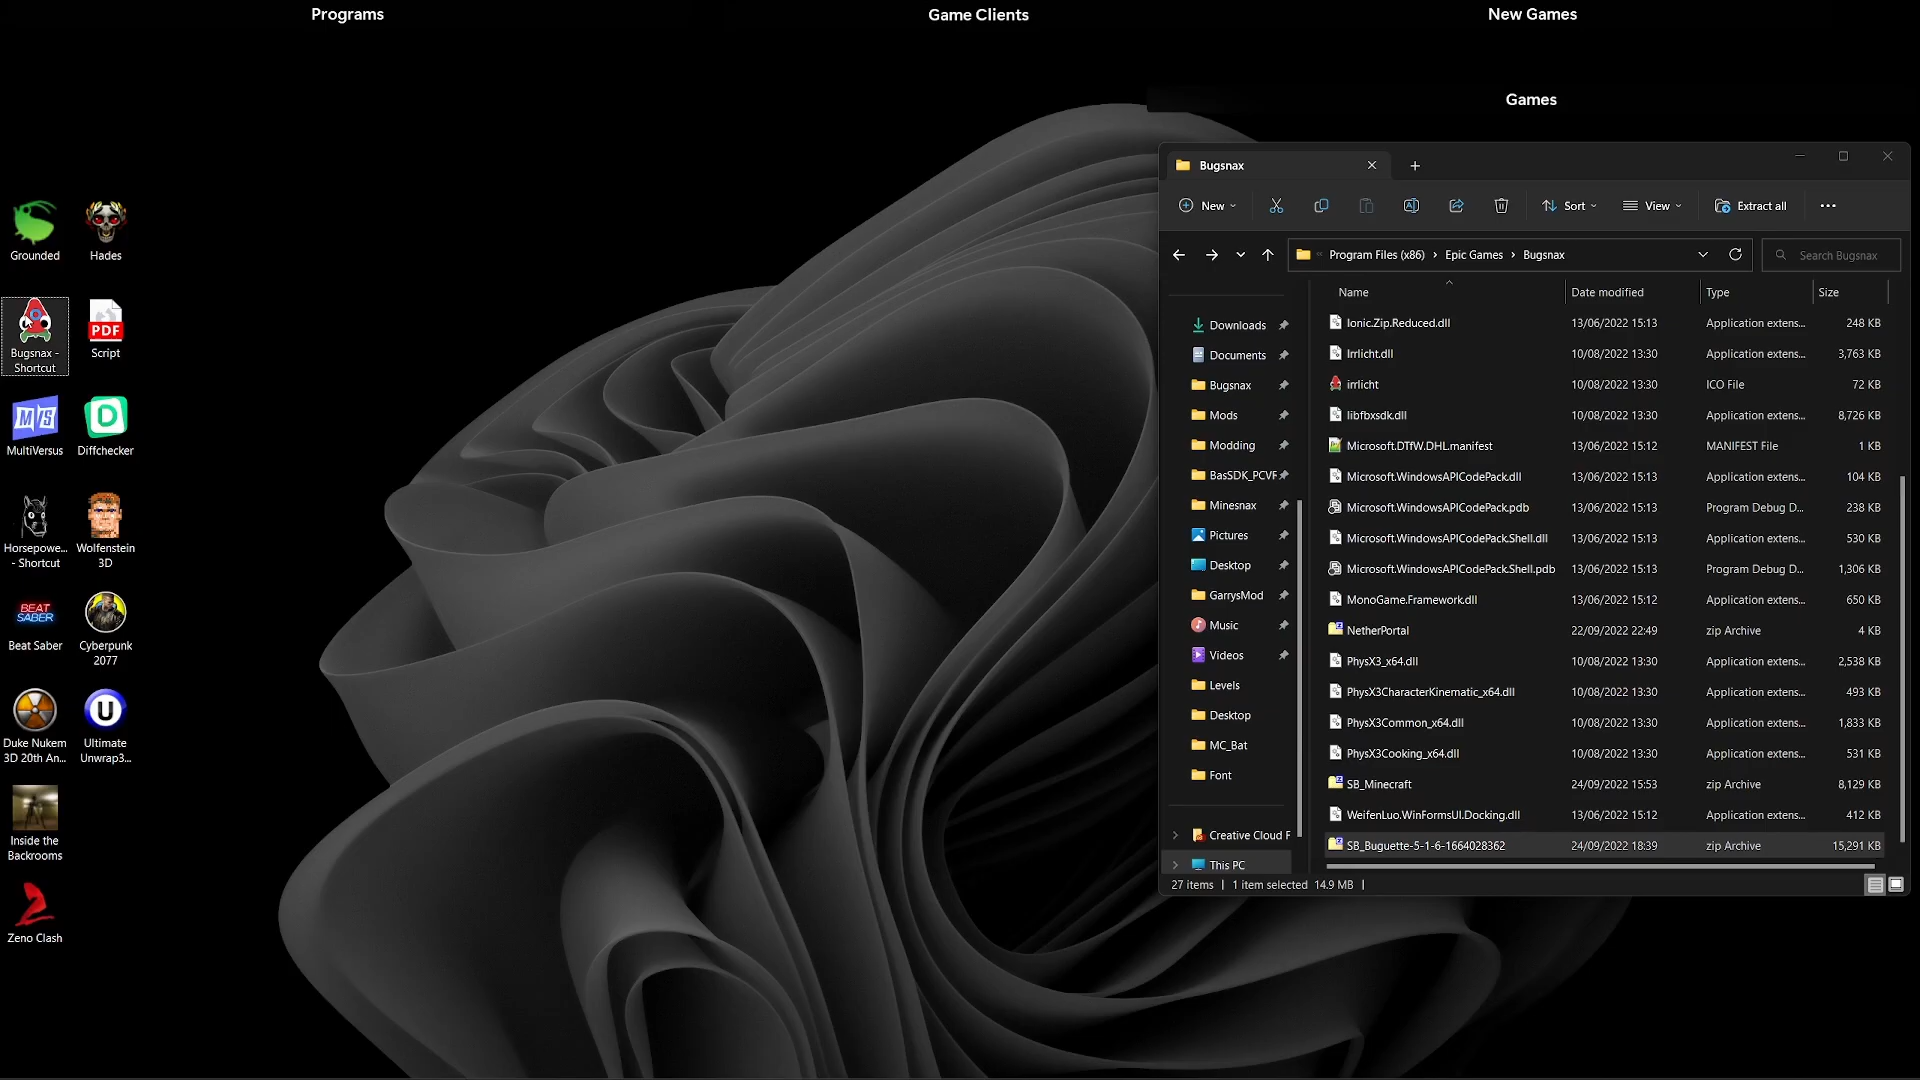 Programs
Game Clients
New Games
Games
Grounded
Hades
Bugsnax -
Shortcut
PDF
Script
M/S
MultiVersus
D
Diffchecker
Horsepowe...
- Shortcut
Wolfenstein
3D
BEAT
SABER
Beat Saber
Cyberpunk
2077
Duke Nukem
3D 20th An...
U
Ultimate
Unwrap3...
Inside the
Backrooms
Zeno Clash
Bugsnax
New
Sort
View
Extract all
Program Files (x86) › Epic Games › Bugsnax
Search Bugsnax
Downloads
Documents
Bugsnax
Mods
Modding
BasSDK_PCVF
Minesnax
Pictures
Desktop
GarrysMod
Music
Videos
Levels
Desktop
MC_Bat
Font
Creative Cloud F
This PC
Name Date modified Type Size
Ionic.Zip.Reduced.dll 13/06/2022 15:13 Application extens... 248 KB
Irrlicht.dll 10/08/2022 13:30 Application extens... 3,763 KB
irrlicht 10/08/2022 13:30 ICO File 72 KB
libfbxsdk.dll 10/08/2022 13:30 Application extens... 8,726 KB
Microsoft.DTfW.DHL.manifest 13/06/2022 15:12 MANIFEST File 1 KB
Microsoft.WindowsAPICodePack.dll 13/06/2022 15:13 Application extens... 104 KB
Microsoft.WindowsAPICodePack.pdb 13/06/2022 15:13 Program Debug D... 238 KB
Microsoft.WindowsAPICodePack.Shell.dll 13/06/2022 15:13 Application extens... 530 KB
Microsoft.WindowsAPICodePack.Shell.pdb 13/06/2022 15:13 Program Debug D... 1,306 KB
MonoGame.Framework.dll 13/06/2022 15:12 Application extens... 650 KB
NetherPortal 22/09/2022 22:49 zip Archive 4 KB
PhysX3_x64.dll 10/08/2022 13:30 Application extens... 2,538 KB
PhysX3CharacterKinematic_x64.dll 10/08/2022 13:30 Application extens... 493 KB
PhysX3Common_x64.dll 10/08/2022 13:30 Application extens... 1,833 KB
PhysX3Cooking_x64.dll 10/08/2022 13:30 Application extens... 531 KB
SB_Minecraft 24/09/2022 15:53 zip Archive 8,129 KB
WeifenLuo.WinFormsUI.Docking.dll 13/06/2022 15:12 Application extens... 412 KB
SB_Buguette-5-1-6-1664028362 24/09/2022 18:39 zip Archive 15,291 KB
27 items | 1 item selected 14.9 MB |